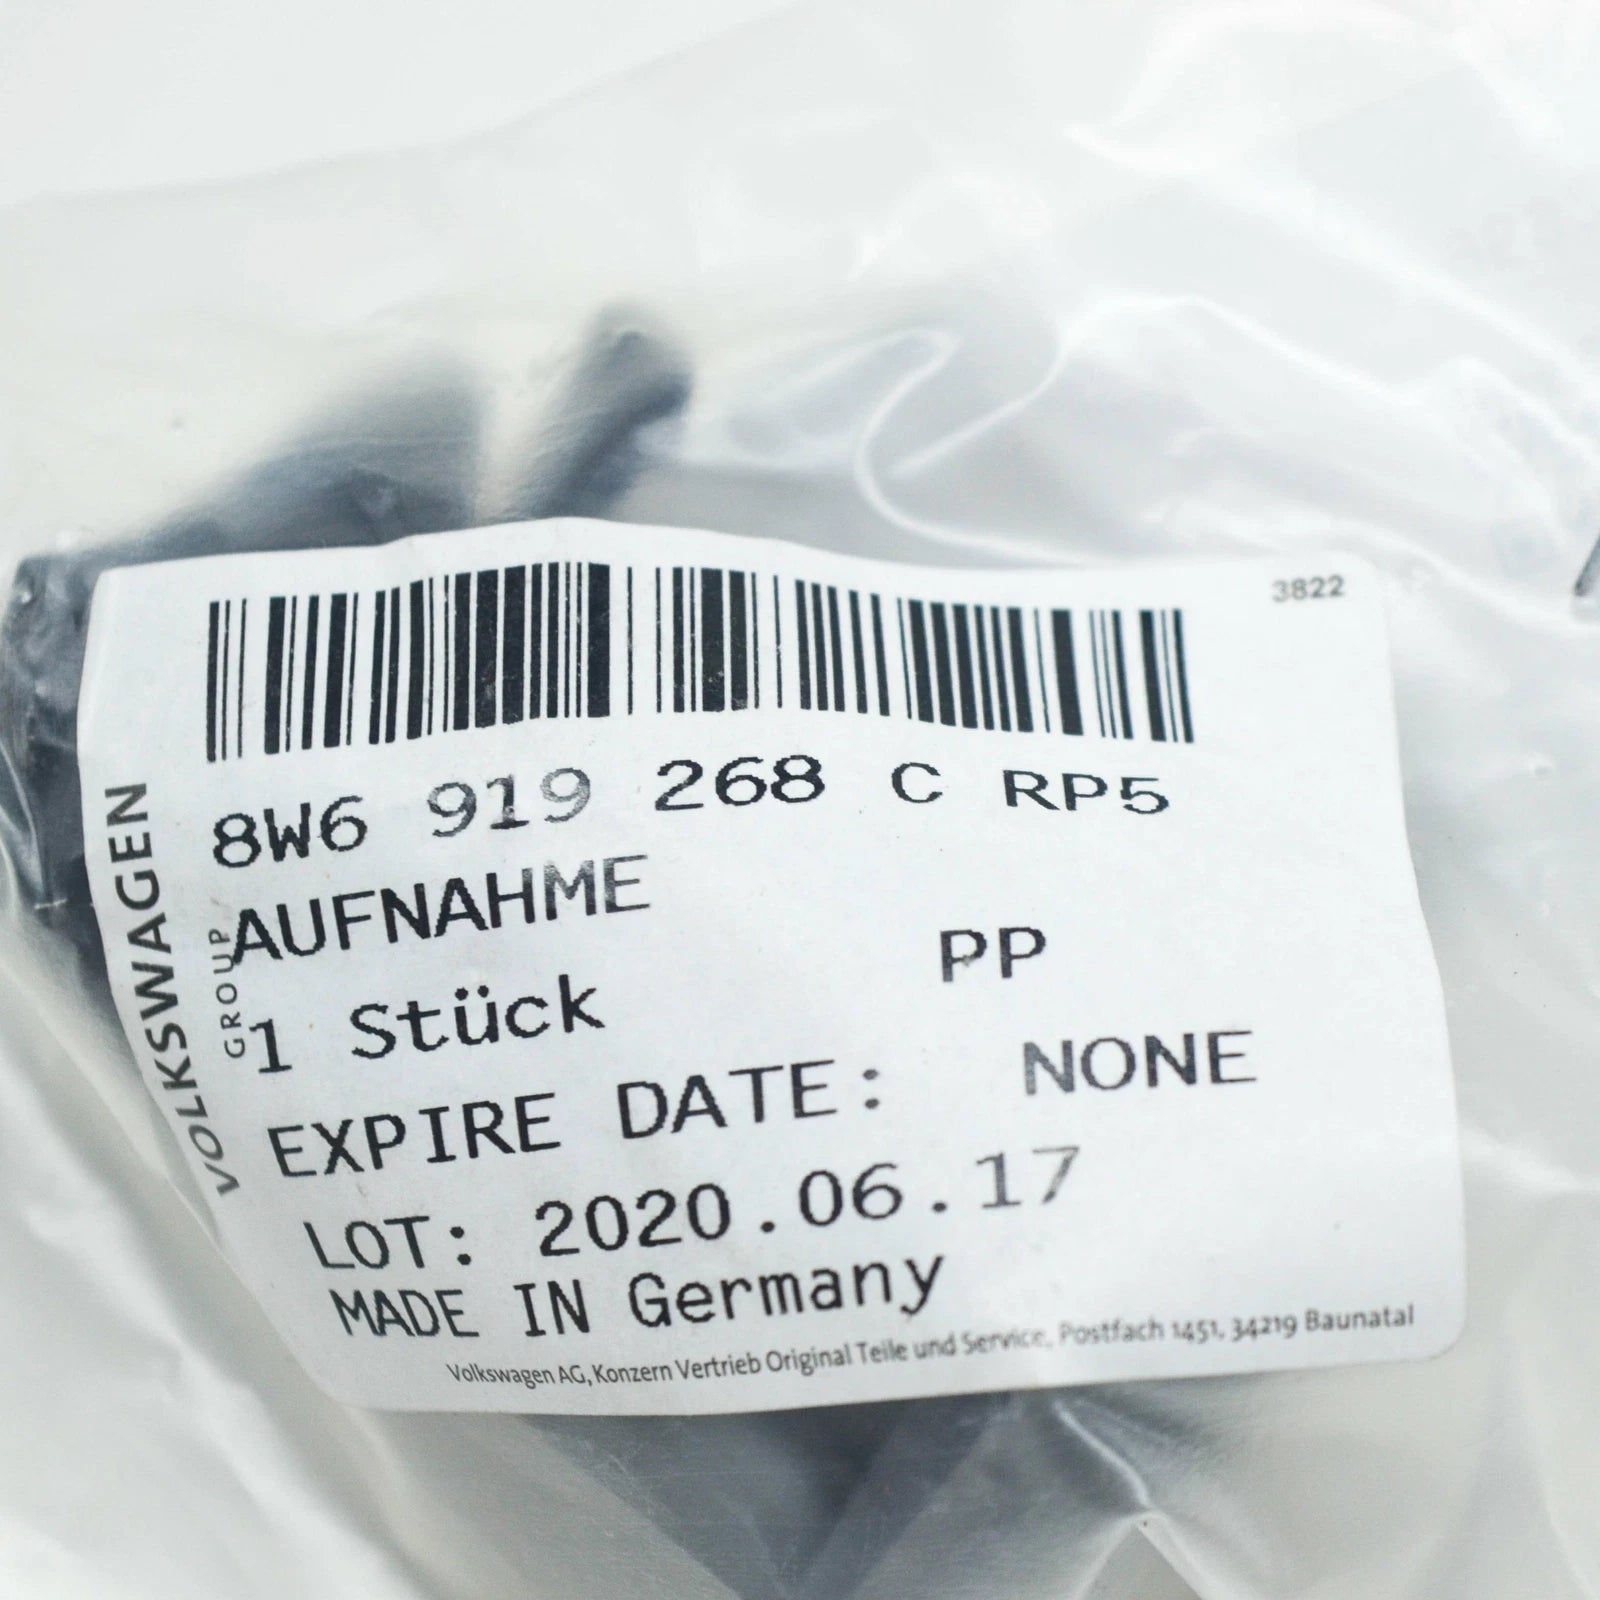 3822
8W6 919 268 C RP5
AUFNAHME
1 Stück PP
EXPIRE DATE: NONE
LOT: 2020.06.17
MADE IN Germany
Volkswagen AG, Konzern Vertrieb Original Teile und Service, Postfach 1451, 34219 Baunatal
VOLKSWAGEN
GROUP